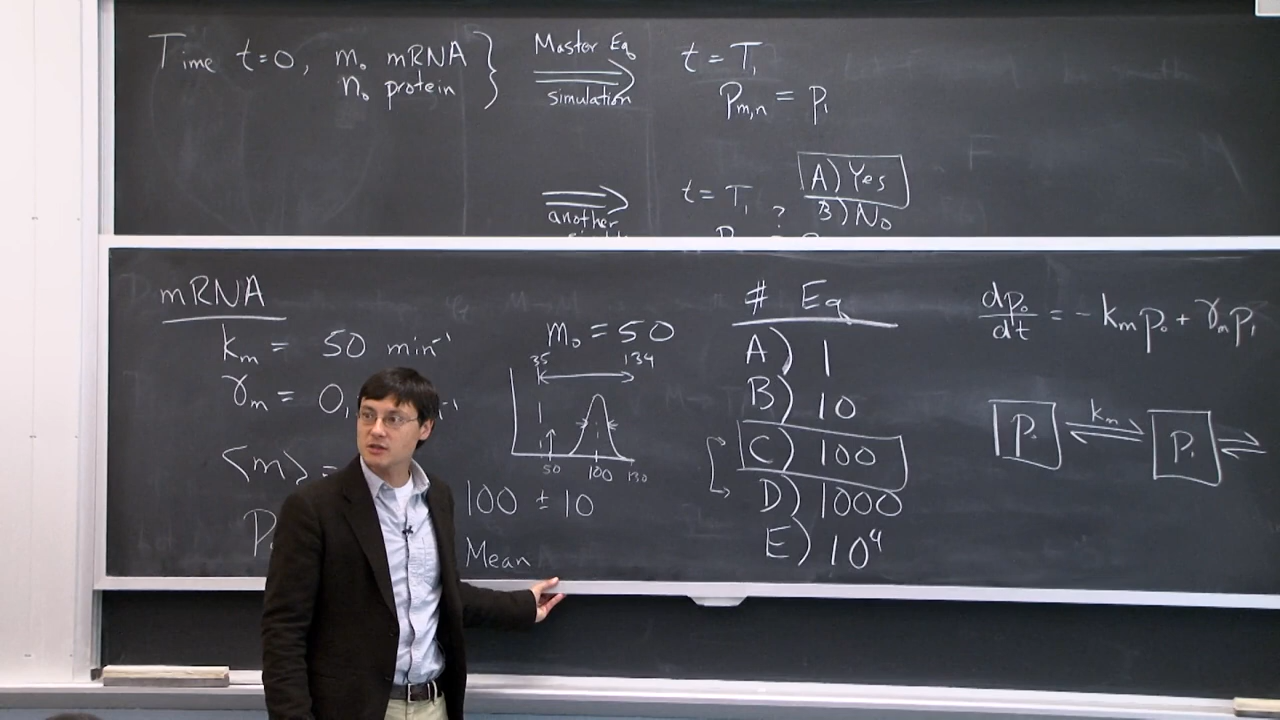 Time t=0, m₀ mRNA
n₀ protein
Master Eq
simulation
t = T₁
Pm,n = p₁
another
t = T₁
?
A) Yes
B) No
mRNA
km = 50 min⁻¹
γm = 0.
⟨m⟩ =
100 ± 10
Mean
m₀ = 50
35 134
50 100 130
# Eq
A) 1
B) 10
C) 100
D) 1000
E) 10⁴
dp₀/dt = - km p₀ + γm p₁
P₀ km P₁